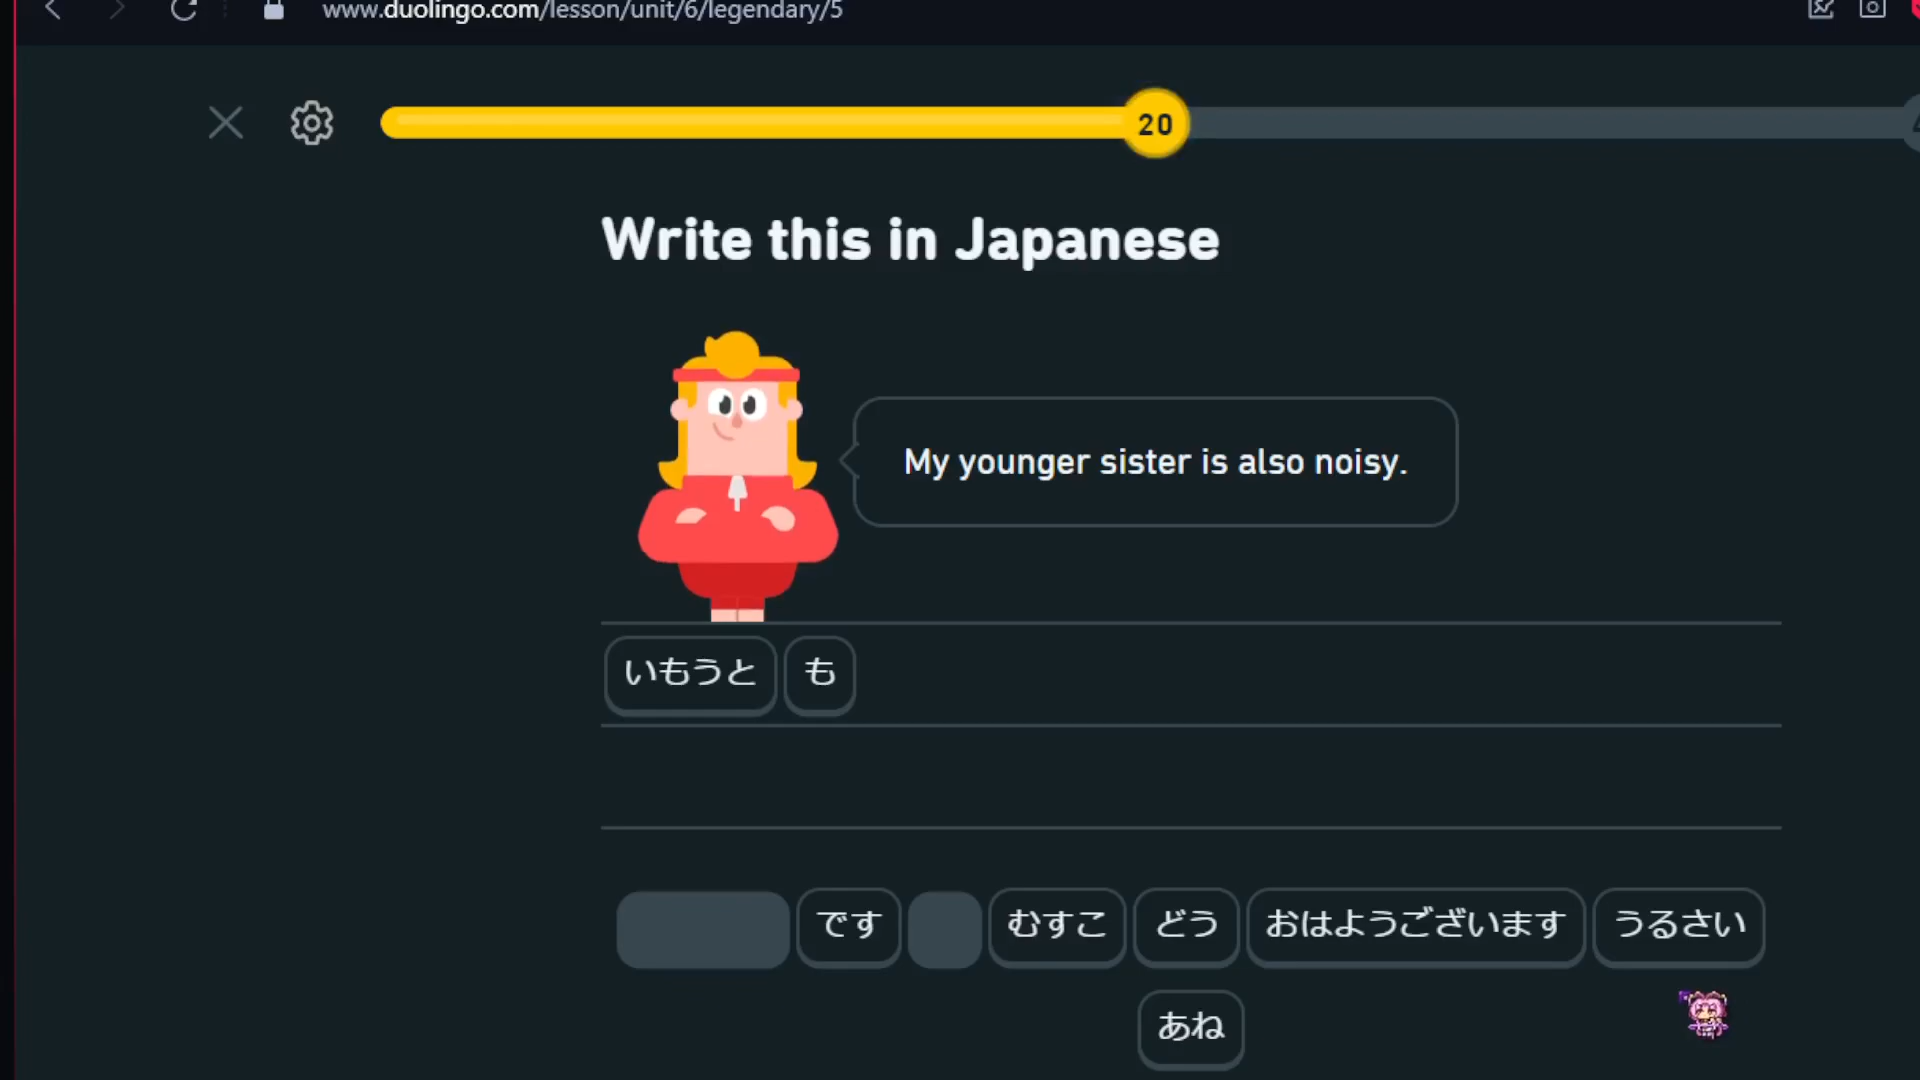 www.duolingo.com/lesson/unit/6/legendary/5
20
Write this in Japanese
My younger sister is also noisy.
いもうと も
です むすこ どう おはようございます うるさい
あね